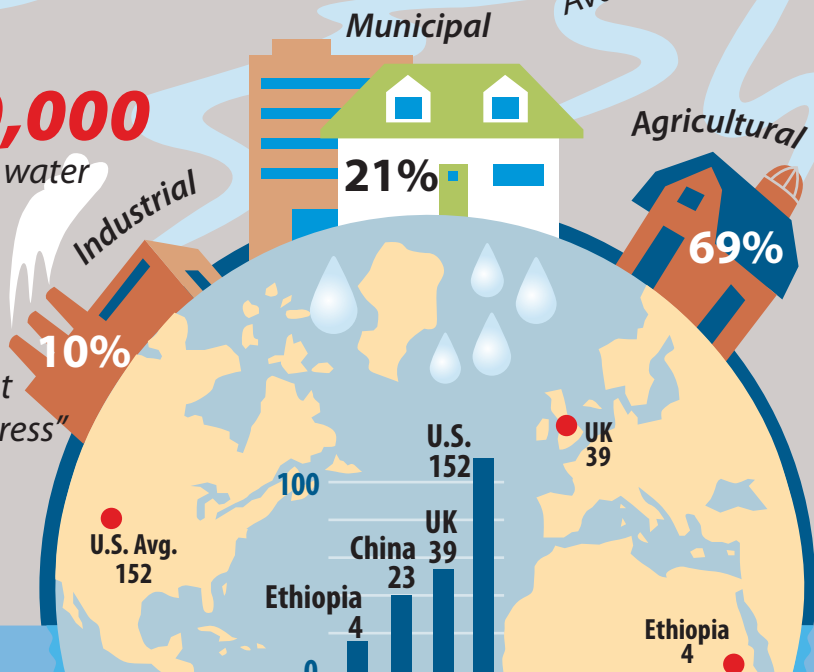 Municipal
,000
water
Industrial
Agricultural
21%
69%
10%
t
ress”
U.S.
152
UK
39
100
UK
39
U.S. Avg.
152
China
23
Ethiopia
4
Ethiopia
4
0